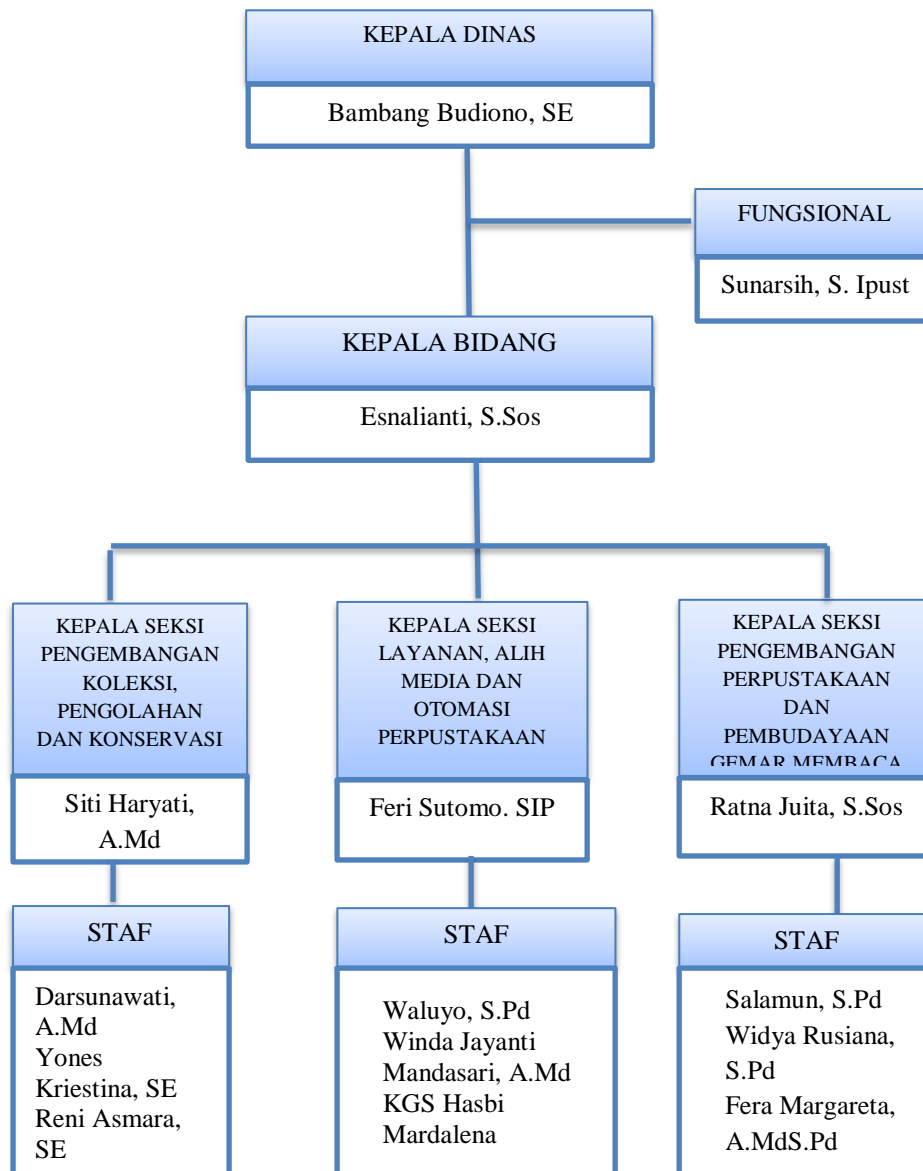 KEPALA DINAS
Bambang Budiono, SE
FUNGSIONAL
Sunarsih, S. Ipust
KEPALA BIDANG
Esnalianti, S.Sos
KEPALA SEKSI
PENGEMBANGAN
KOLEKSI,
PENGOLAHAN
DAN KONSERVASI
Siti Haryati,
A.Md
KEPALA SEKSI
LAYANAN, ALIH
MEDIA DAN
OTOMASI
PERPUSTAKAAN
Feri Sutomo. SIP
KEPALA SEKSI
PENGEMBANGAN
PERPUSTAKAAN
DAN
PEMBUDAYAAN
GEMAR MEMBACA
Ratna Juita, S.Sos
STAF
Darsunawati,
A.Md
Yones
Kriestina, SE
Reni Asmara,
SE
STAF
Waluyo, S.Pd
Winda Jayanti
Mandasari, A.Md
KGS Hasbi
Mardalena
STAF
Salamun, S.Pd
Widya Rusiana,
S.Pd
Fera Margareta,
A.MdS.Pd